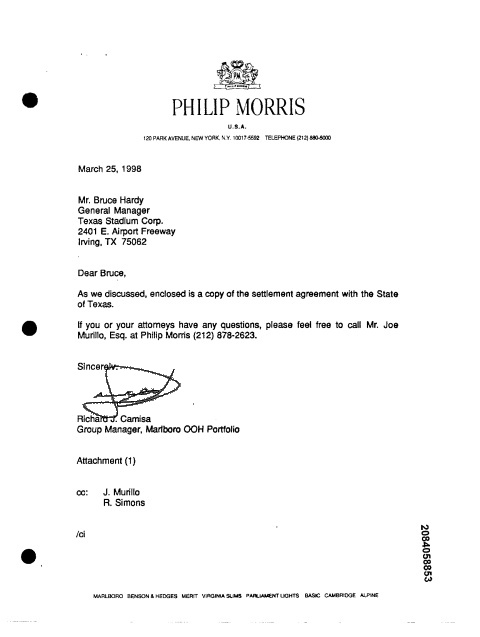 PM
PHILIP MORRIS
U.S.A.
120 PARK AVENUE, NEW YORK, N.Y. 10017-5592 TELEPHONE (212) 880-5000
March 25, 1998
Mr. Bruce Hardy
General Manager
Texas Stadium Corp.
2401 E. Airport Freeway
Irving, TX 75062
Dear Bruce,
As we discussed, enclosed is a copy of the settlement agreement with the State
of Texas.
If you or your attorneys have any questions, please feel free to call Mr. Joe
Murillo, Esq. at Philip Morris (212) 878-2623.
Sincerely,
Richard J. Camisa
Group Manager, Marlboro OOH Portfolio
Attachment (1)
cc: J. Murillo
R. Simons
/ci
2084058853
MARLBORO BENSON & HEDGES MERIT VIRGINIA SLIMS PARLIAMENT LIGHTS BASIC CAMBRIDGE ALPINE